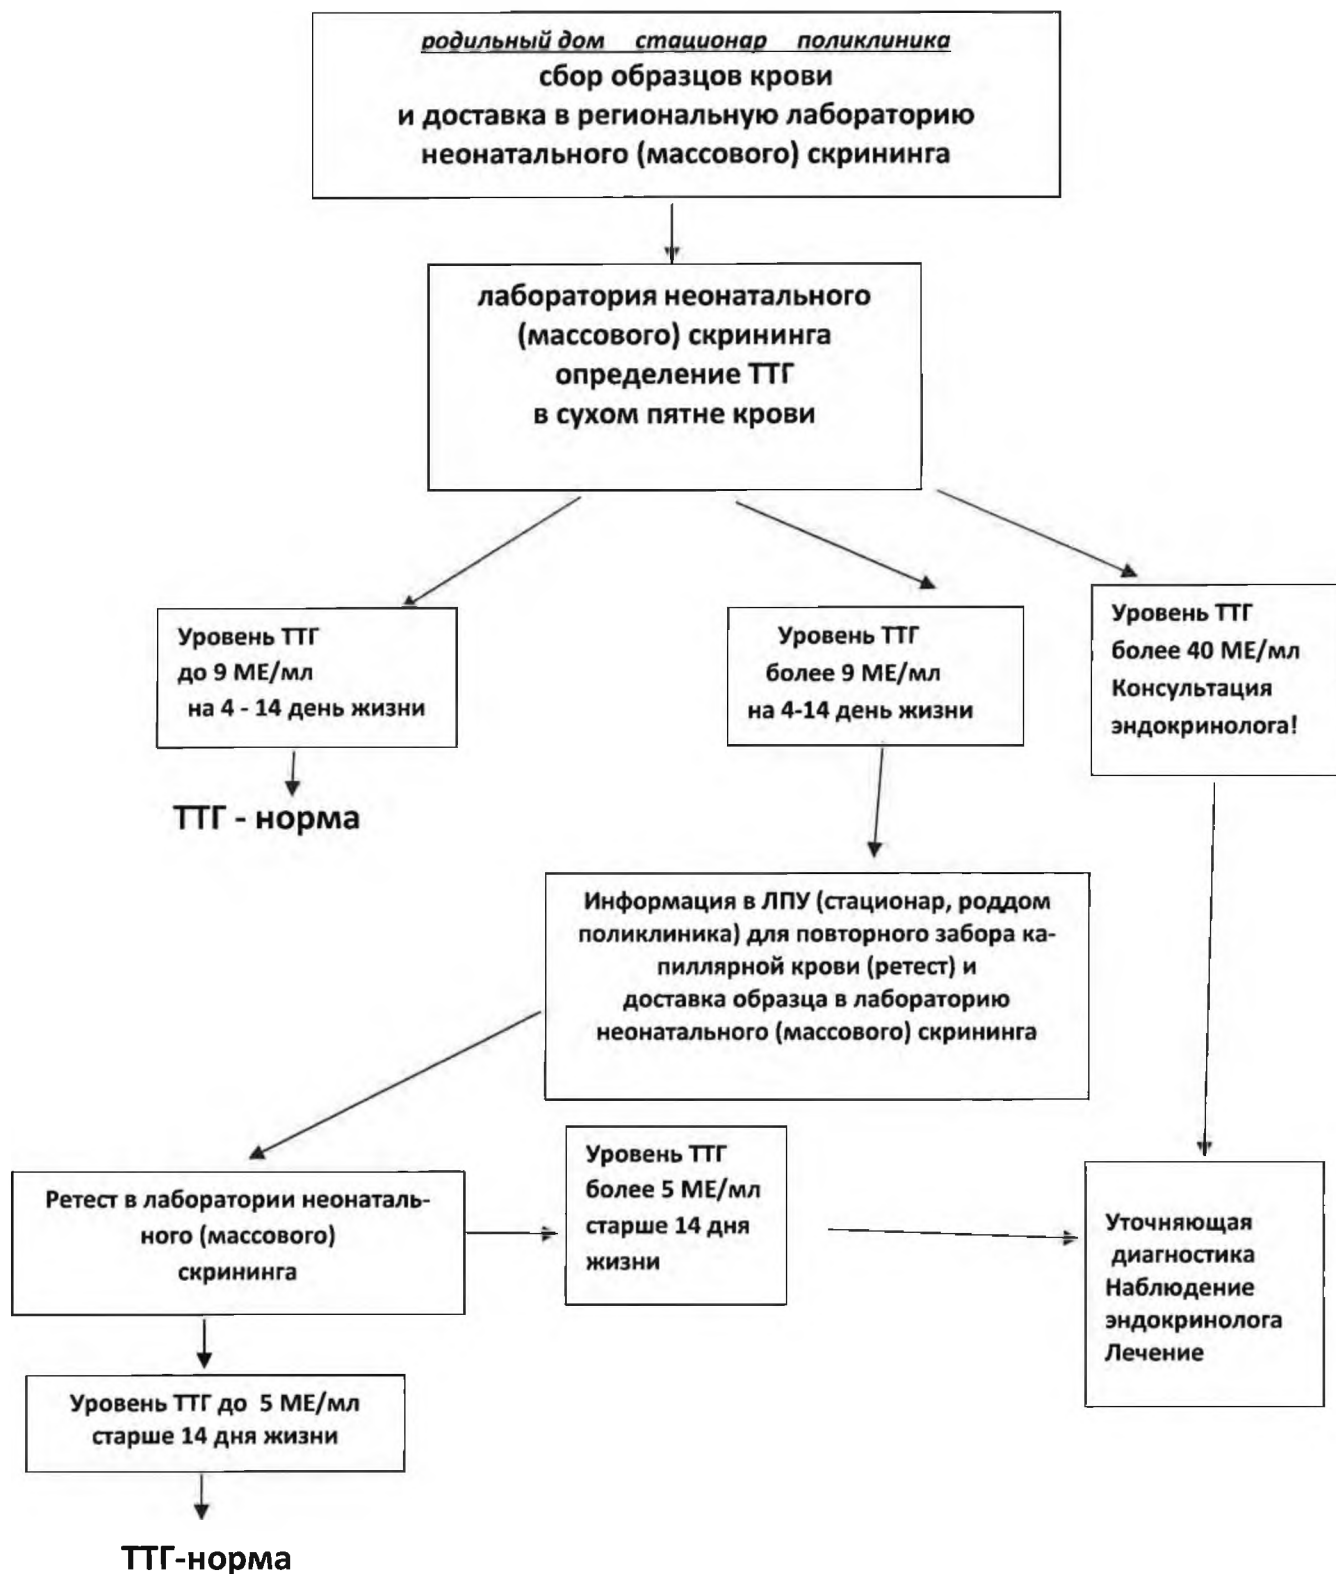 родильный дом стационар поликлиника
сбор образцов крови
и доставка в региональную лабораторию
неонатального (массового) скрининга
лаборатория неонатального
(массового) скрининга
определение ТТГ
в сухом пятне крови
Уровень ТТГ
до 9 МЕ/мл
на 4 - 14 день жизни
ТТГ - норма
Уровень ТТГ
более 9 МЕ/мл
на 4-14 день жизни
Уровень ТТГ
более 40 МЕ/мл
Консультация
эндокринолога!
Информация в ЛПУ (стационар, роддом
поликлиника) для повторного забора ка-
пиллярной крови (ретест) и
доставка образца в лабораторию
неонатального (массового) скрининга
Ретест в лаборатории неонаталь-
ного (массового)
скрининга
Уровень ТТГ
более 5 МЕ/мл
старше 14 дня
жизни
Уточняющая
диагностика
Наблюдение
эндокринолога
Лечение
Уровень ТТГ до 5 МЕ/мл
старше 14 дня жизни
ТТГ-норма